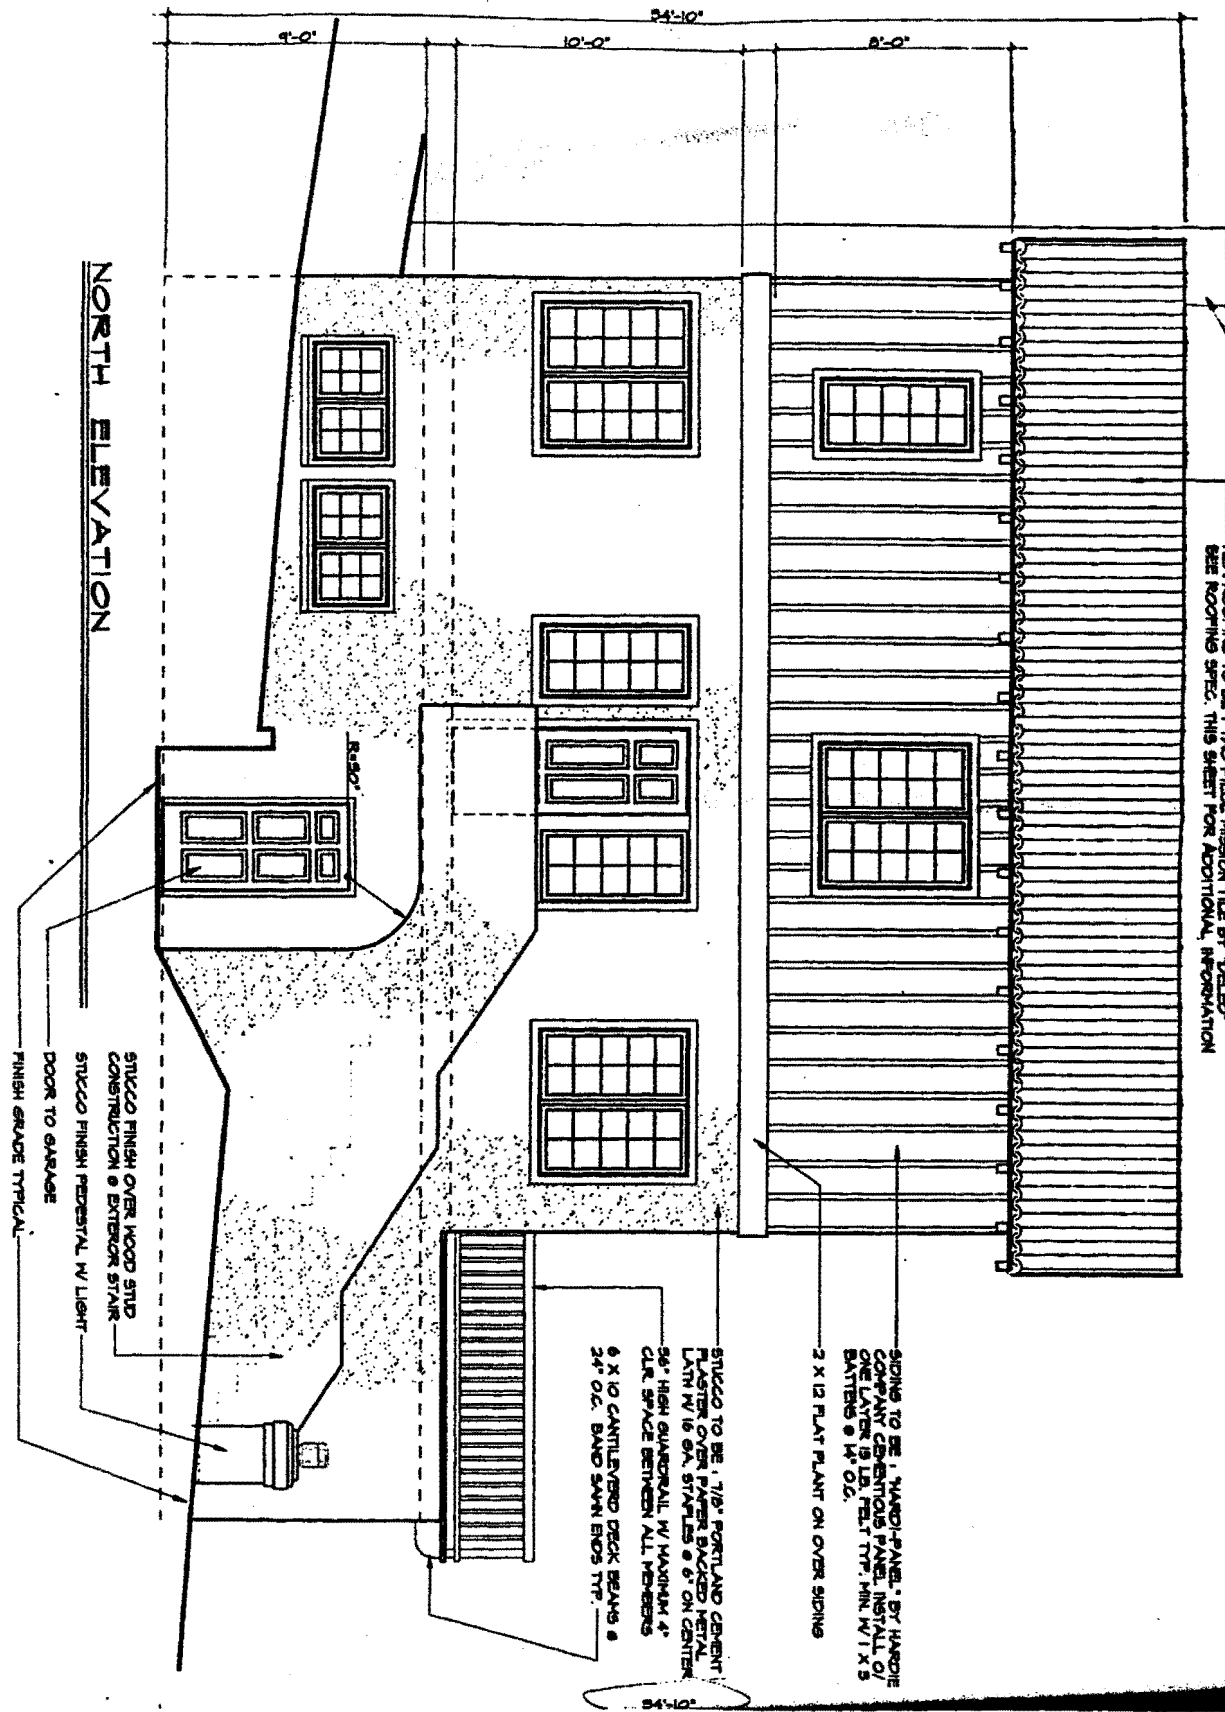 MISSION TILE BY
SEE ROOFING SPEC. THIS SHEET FOR ADDITIONAL INFORMATION
34'-10"
8'-0"
10'-0"
9'-0"
SIDING TO BE ; "HARDI-PANEL" BY HARDIE
COMPANY CEMENTIOUS PANEL INSTALL O/
ONE LAYER 15 LB. FELT TYP. MIN. W/ 1 X 3
BATTENS @ 14" O.C.
2 X 12 FLAT PLANT ON OVER SIDING
STUCCO TO BE ; 7/8" PORTLAND CEMENT
PLASTER OVER PAPER BACKED METAL
LATH W/ 16 GA. STAPLES @ 6" ON CENTER
36" HIGH GUARDRAIL W/ MAXIMUM 4"
CLR. SPACE BETWEEN ALL MEMBERS
6 X 10 CANTILEVERD DECK BEAMS @
24" O.C. BAND SAWN ENDS TYP.
34'-10"
R=30"
STUCCO FINISH OVER WOOD STUD
CONSTRUCTION @ EXTERIOR STAIR
STUCCO FINISH PEDESTAL W/ LIGHT
DOOR TO GARAGE
FINISH GRADE TYPICAL
NORTH ELEVATION